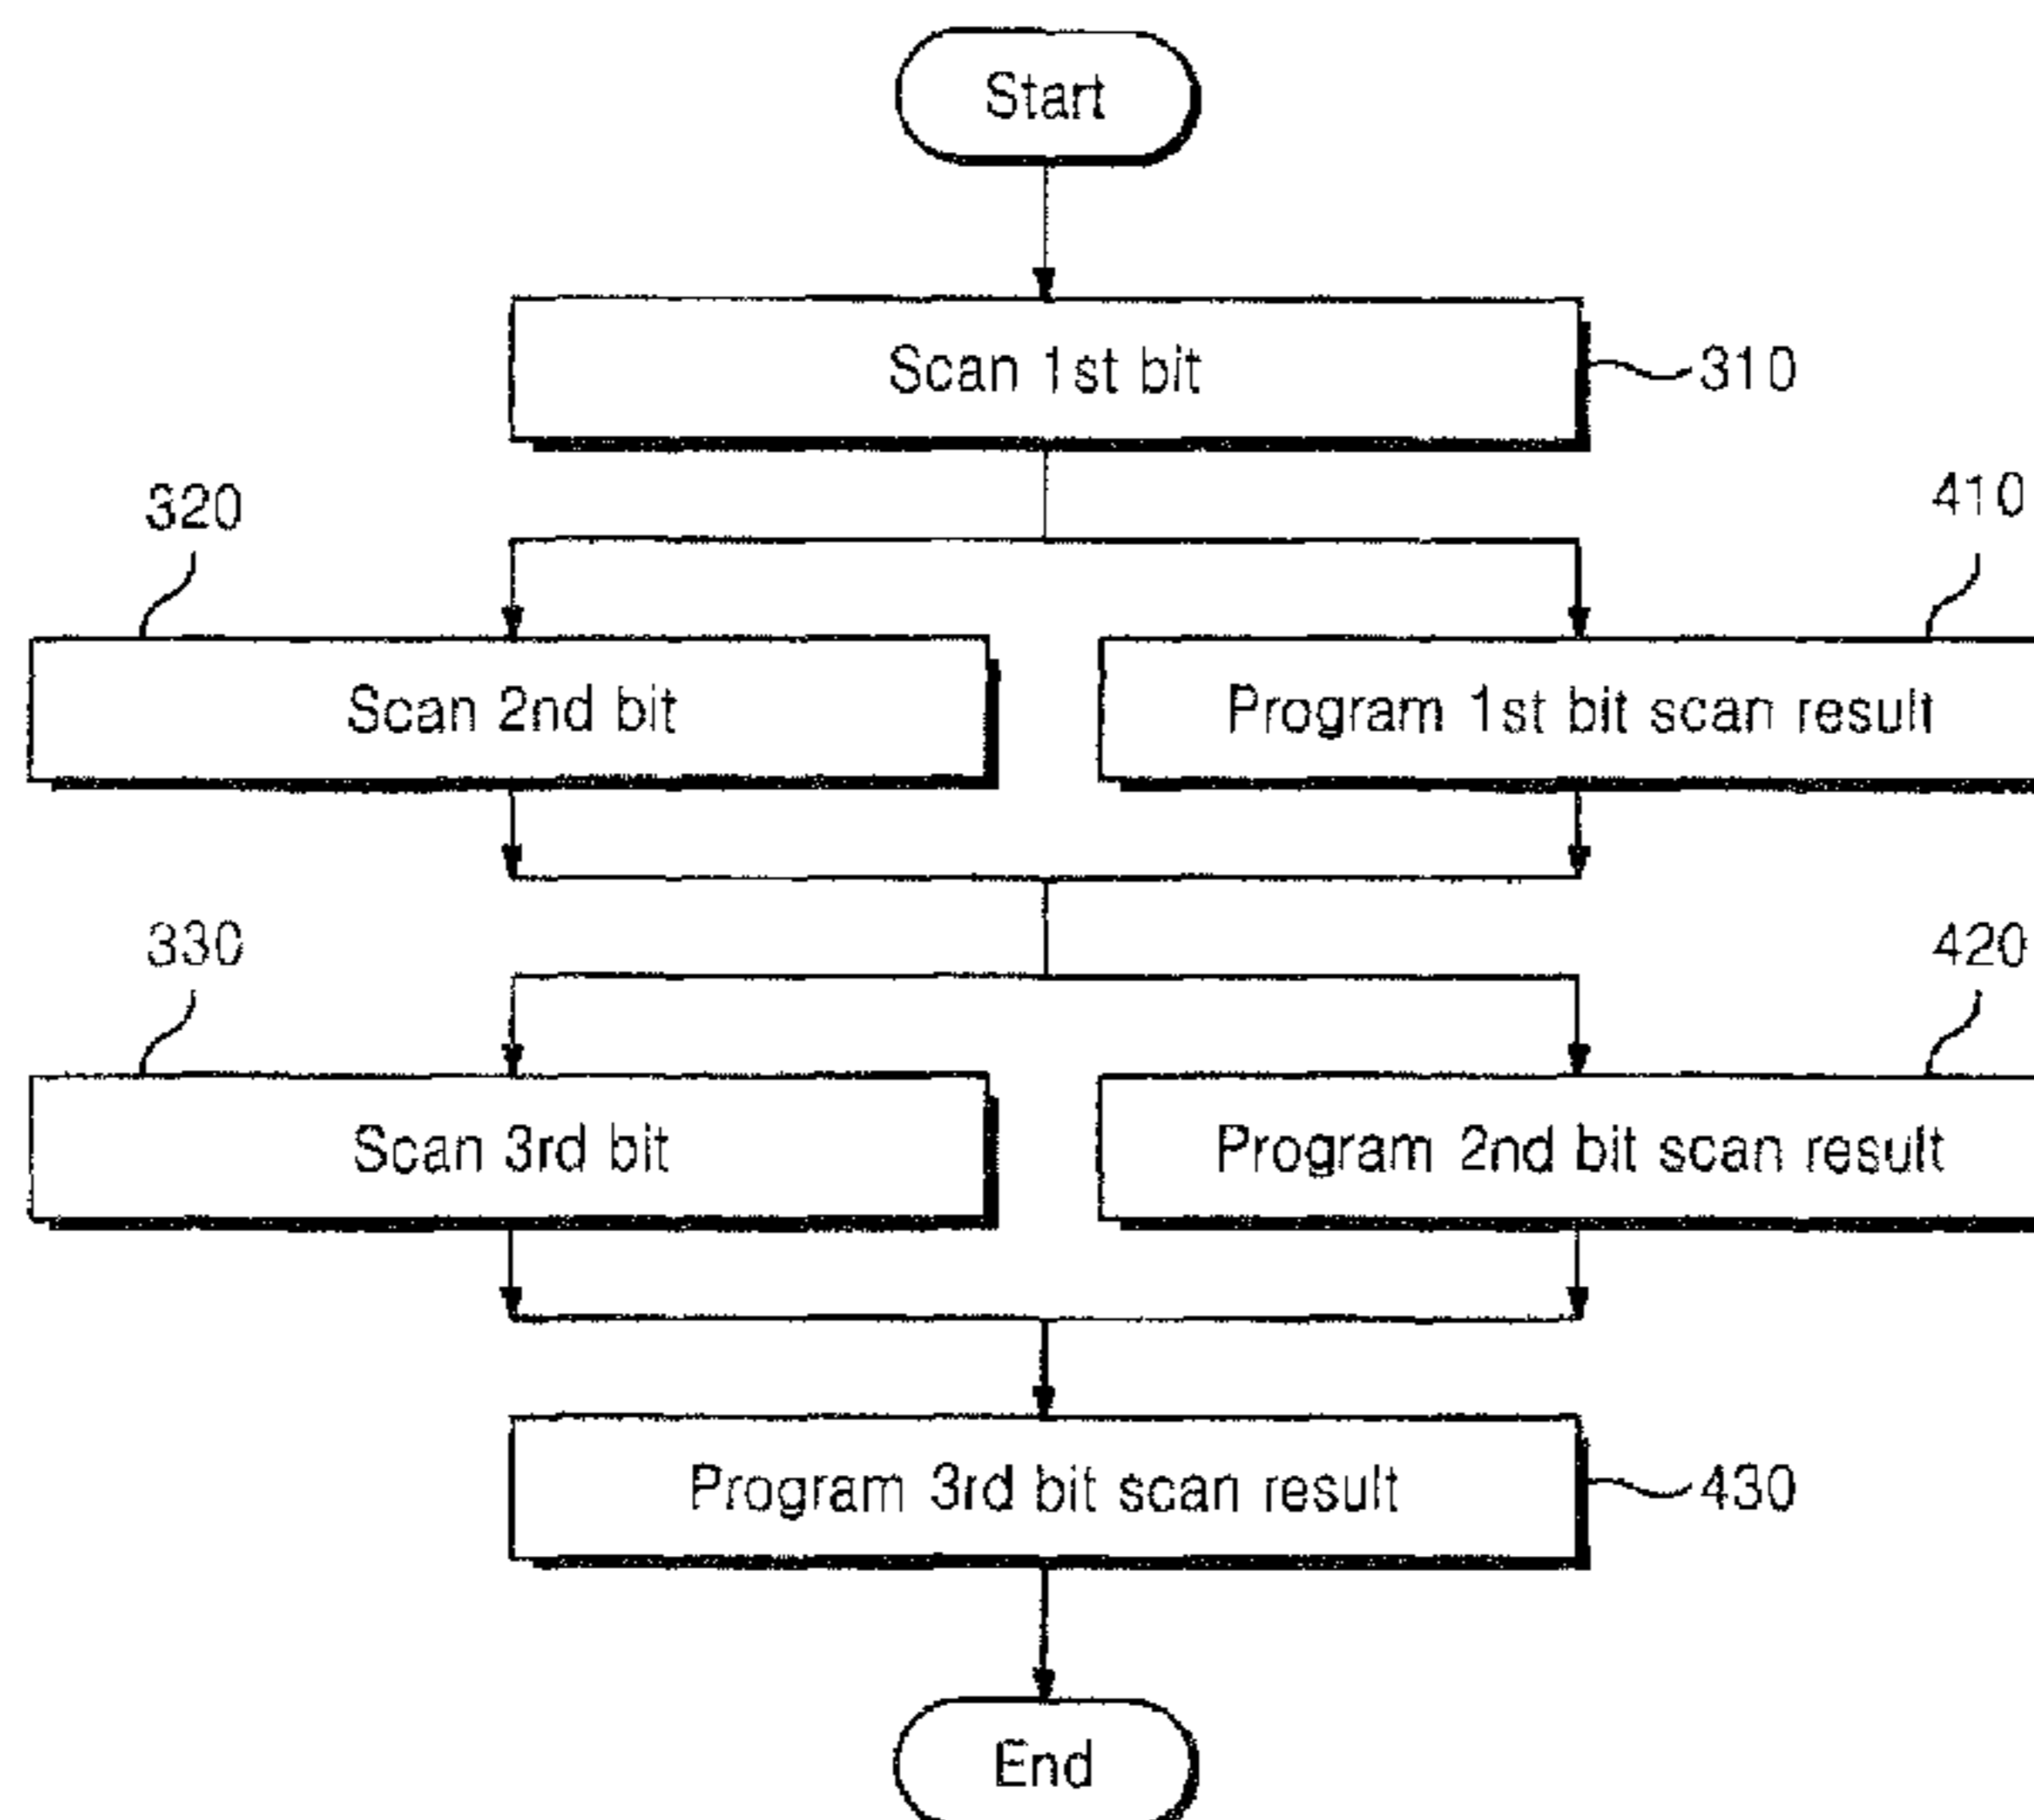 Start
Scan 1st bit
310
320
410
Scan 2nd bit
Program 1st bit scan result
330
420
Scan 3rd bit
Program 2nd bit scan result
Program 3rd bit scan result
430
End